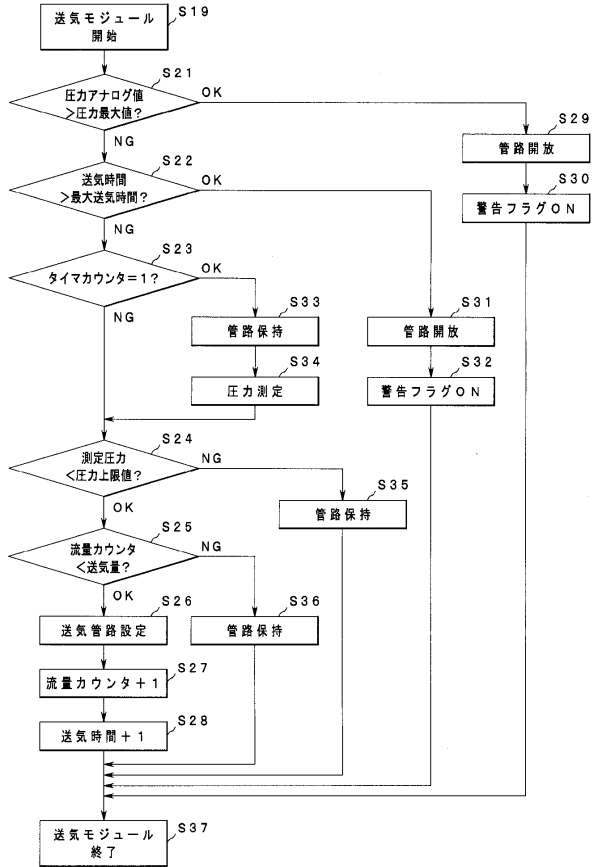 送気モジュール
開始
S19
圧力アナログ値
>圧力最大値?
S21
OK
NG
S29
管路開放
送気時間
>最大送気時間?
S22
OK
NG
S30
警告フラグON
タイマカウンタ=1?
S23
OK
NG
S33
管路保持
S31
管路開放
S34
圧力測定
S32
警告フラグON
測定圧力
<圧力上限値?
S24
NG
OK
S35
管路保持
流量カウンタ
<送気量?
S25
NG
OK
S26
送気管路設定
S36
管路保持
S27
流量カウンタ+1
S28
送気時間+1
送気モジュール
終了
S37